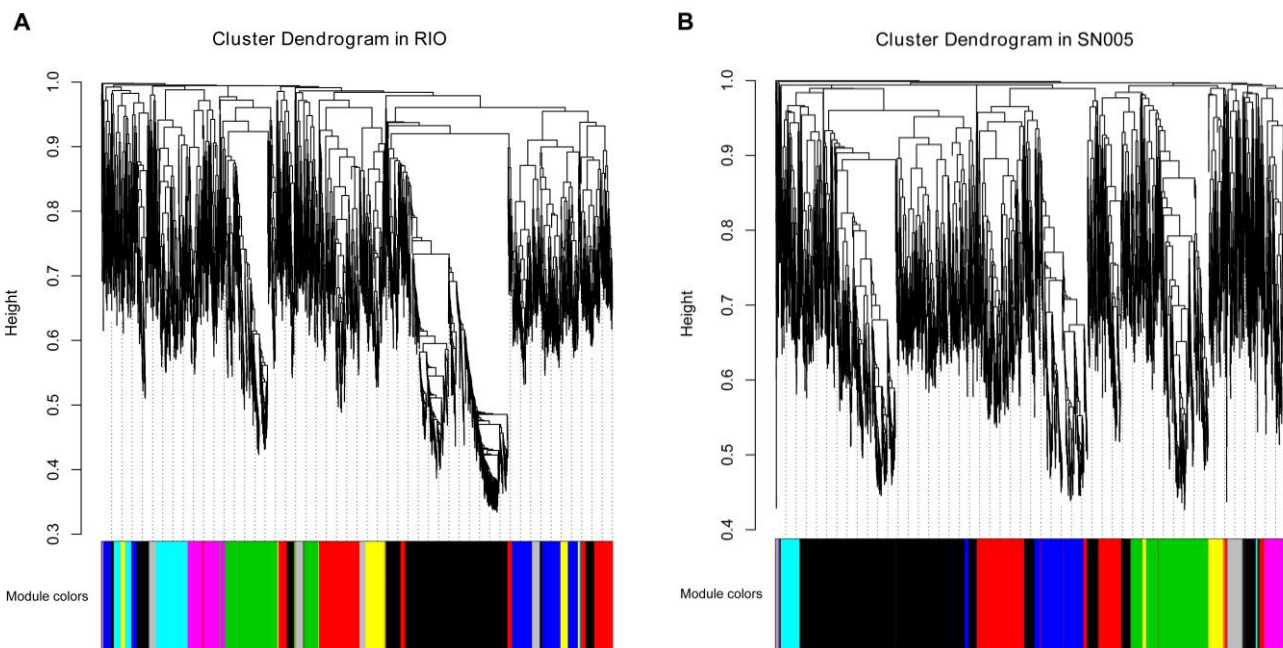 A
Cluster Dendrogram in RIO
Height
1.0
0.9
0.8
0.7
0.6
0.5
0.4
0.3
Module colors
B
Cluster Dendrogram in SN005
Height
1.0
0.9
0.8
0.7
0.6
0.5
0.4
Module colors